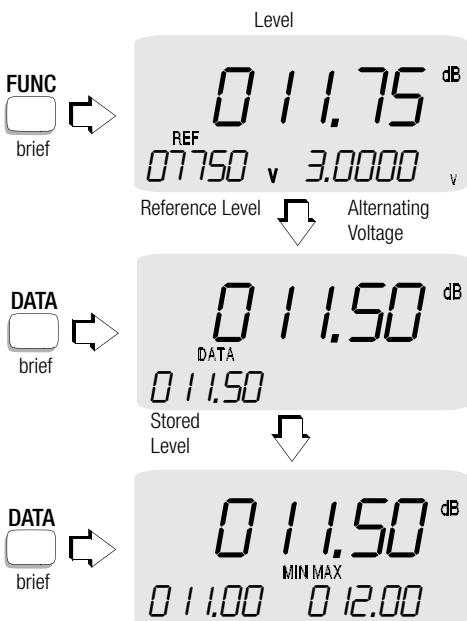 Level
FUNC
brief
011.75 dB
REF
07750 V 3.0000 V
Reference Level
Alternating
Voltage
DATA
brief
011.50 dB
DATA
011.50
Stored
Level
DATA
brief
011.50 dB
MIN MAX
011.00 012.00